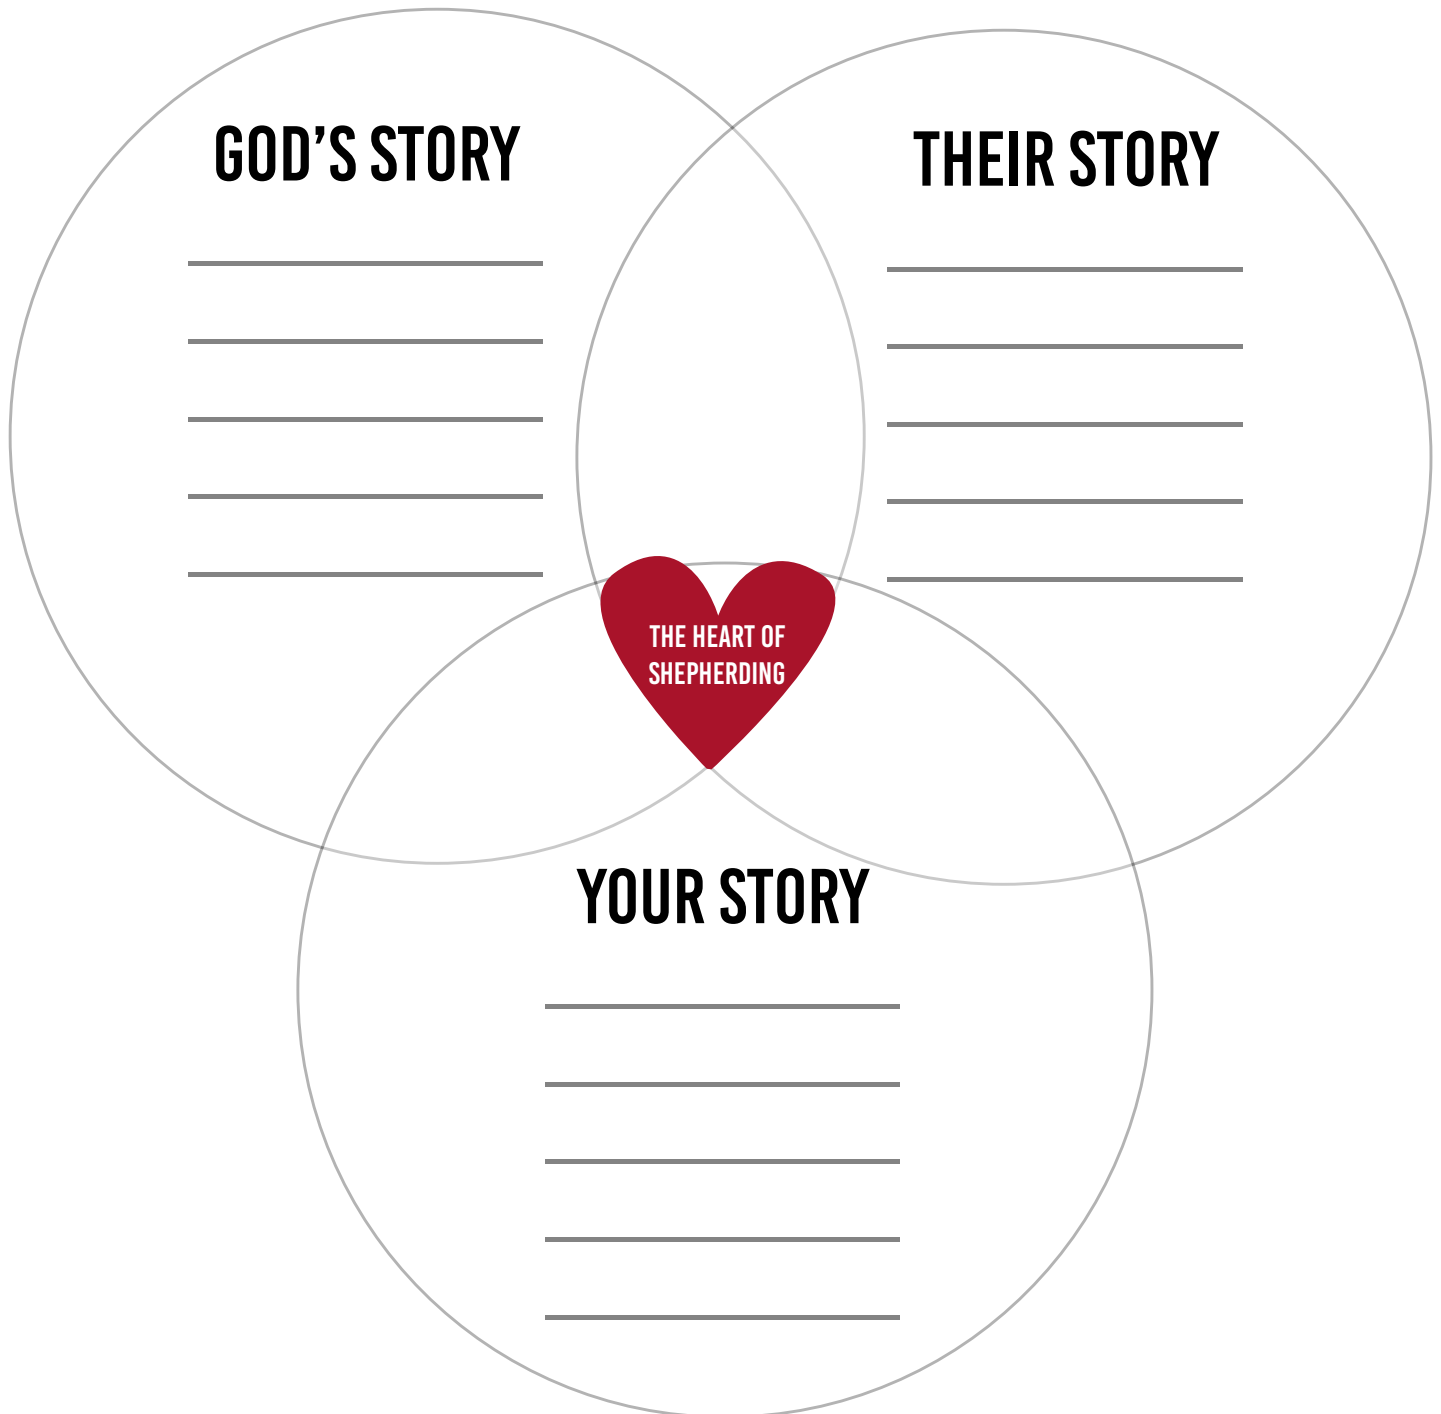 GOD'S STORY
THEIR STORY
THE HEART OF
SHEPHERDING
YOUR STORY